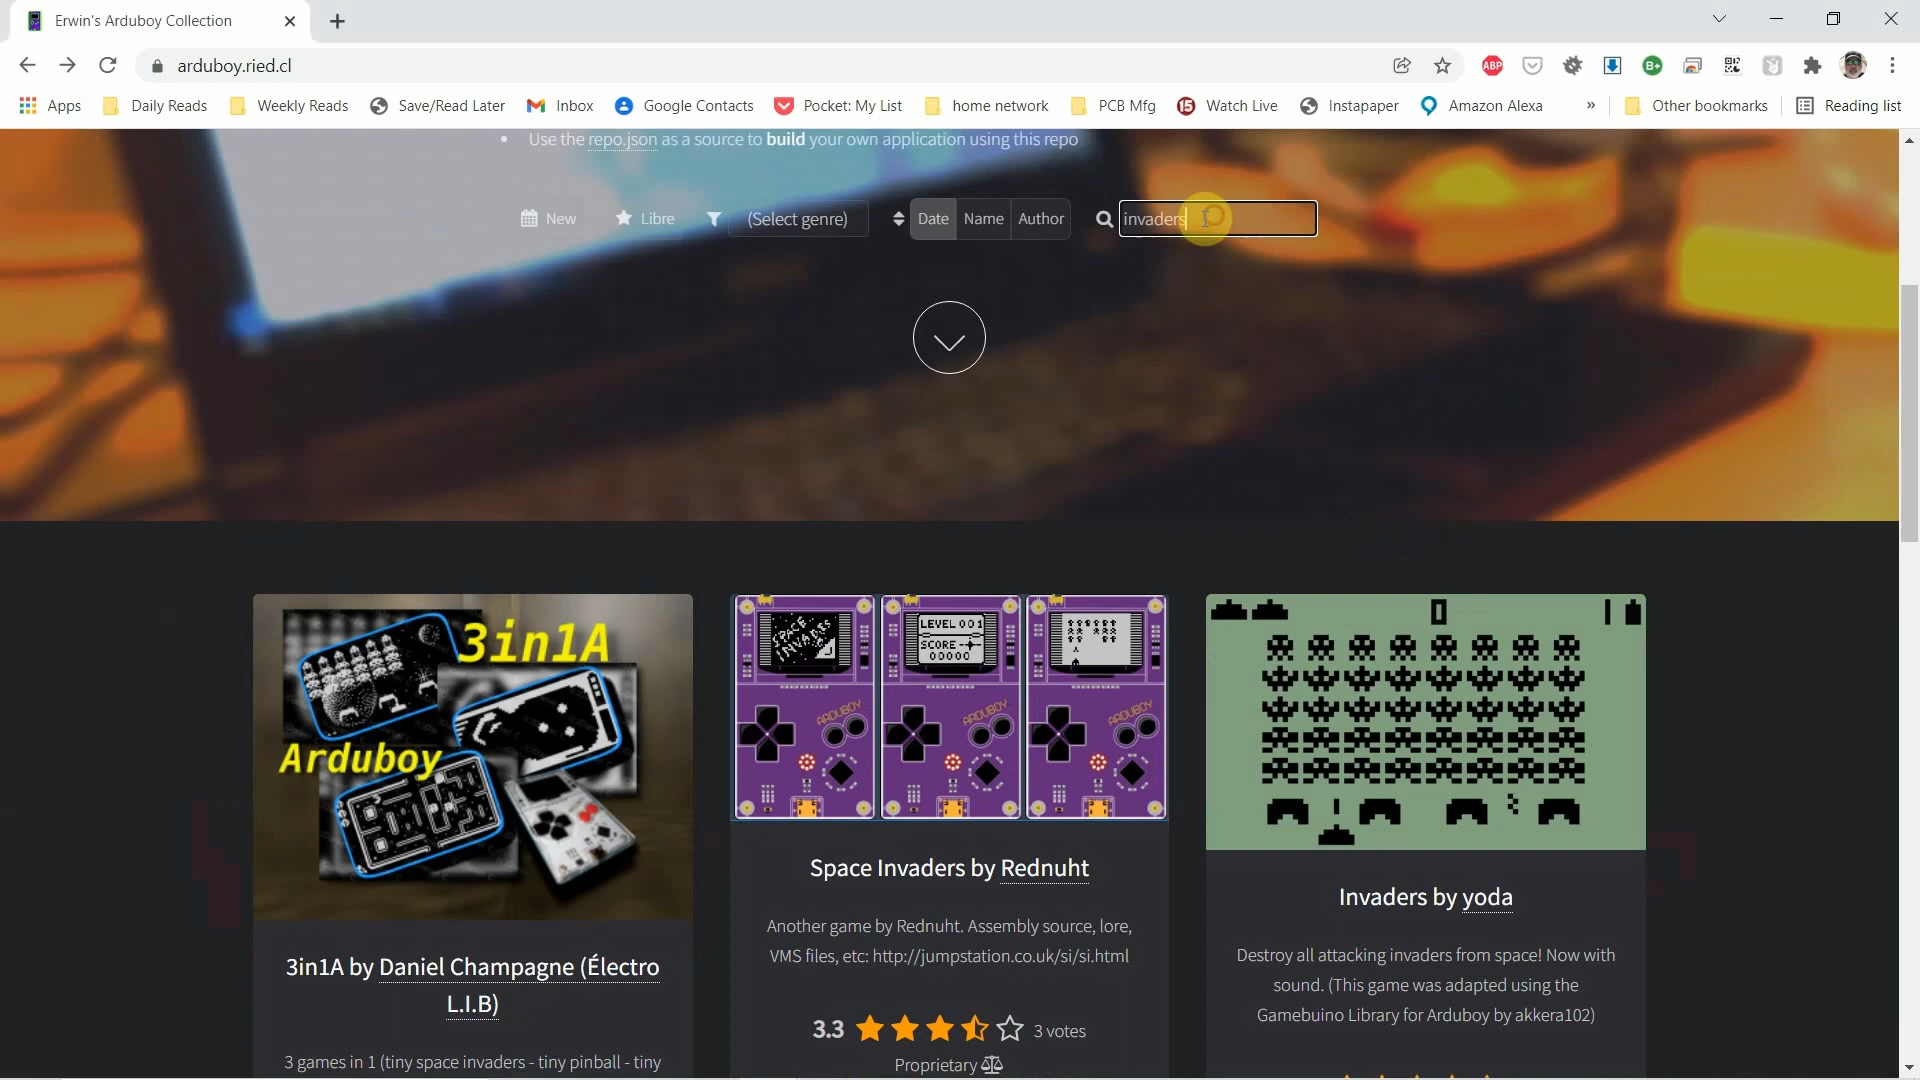 Erwin's Arduboy Collection
arduboy.ried.cl
ABP
B+
Apps
Daily Reads
Weekly Reads
Save/Read Later
Inbox
Google Contacts
Pocket: My List
home network
PCB Mfg
15
Watch Live
Instapaper
Amazon Alexa
»
Other bookmarks
Reading list
Use the repo.json as a source to build your own application using this repo
New
Libre
(Select genre)
Date
Name
Author
invaders
3in1A
Arduboy
SPACE INVADERS
ARDUBOY
LEVEL 001
SCORE
00000
ARDUBOY
ARDUBOY
3in1A by Daniel Champagne (Électro
L.I.B)
3 games in 1 (tiny space invaders - tiny pinball - tiny
Space Invaders by Rednuht
Another game by Rednuht. Assembly source, lore,
VMS files, etc: http://jumpstation.co.uk/si/si.html
3.3
3 votes
Proprietary
0
Invaders by yoda
Destroy all attacking invaders from space! Now with
sound. (This game was adapted using the
Gamebuino Library for Arduboy by akkera102)